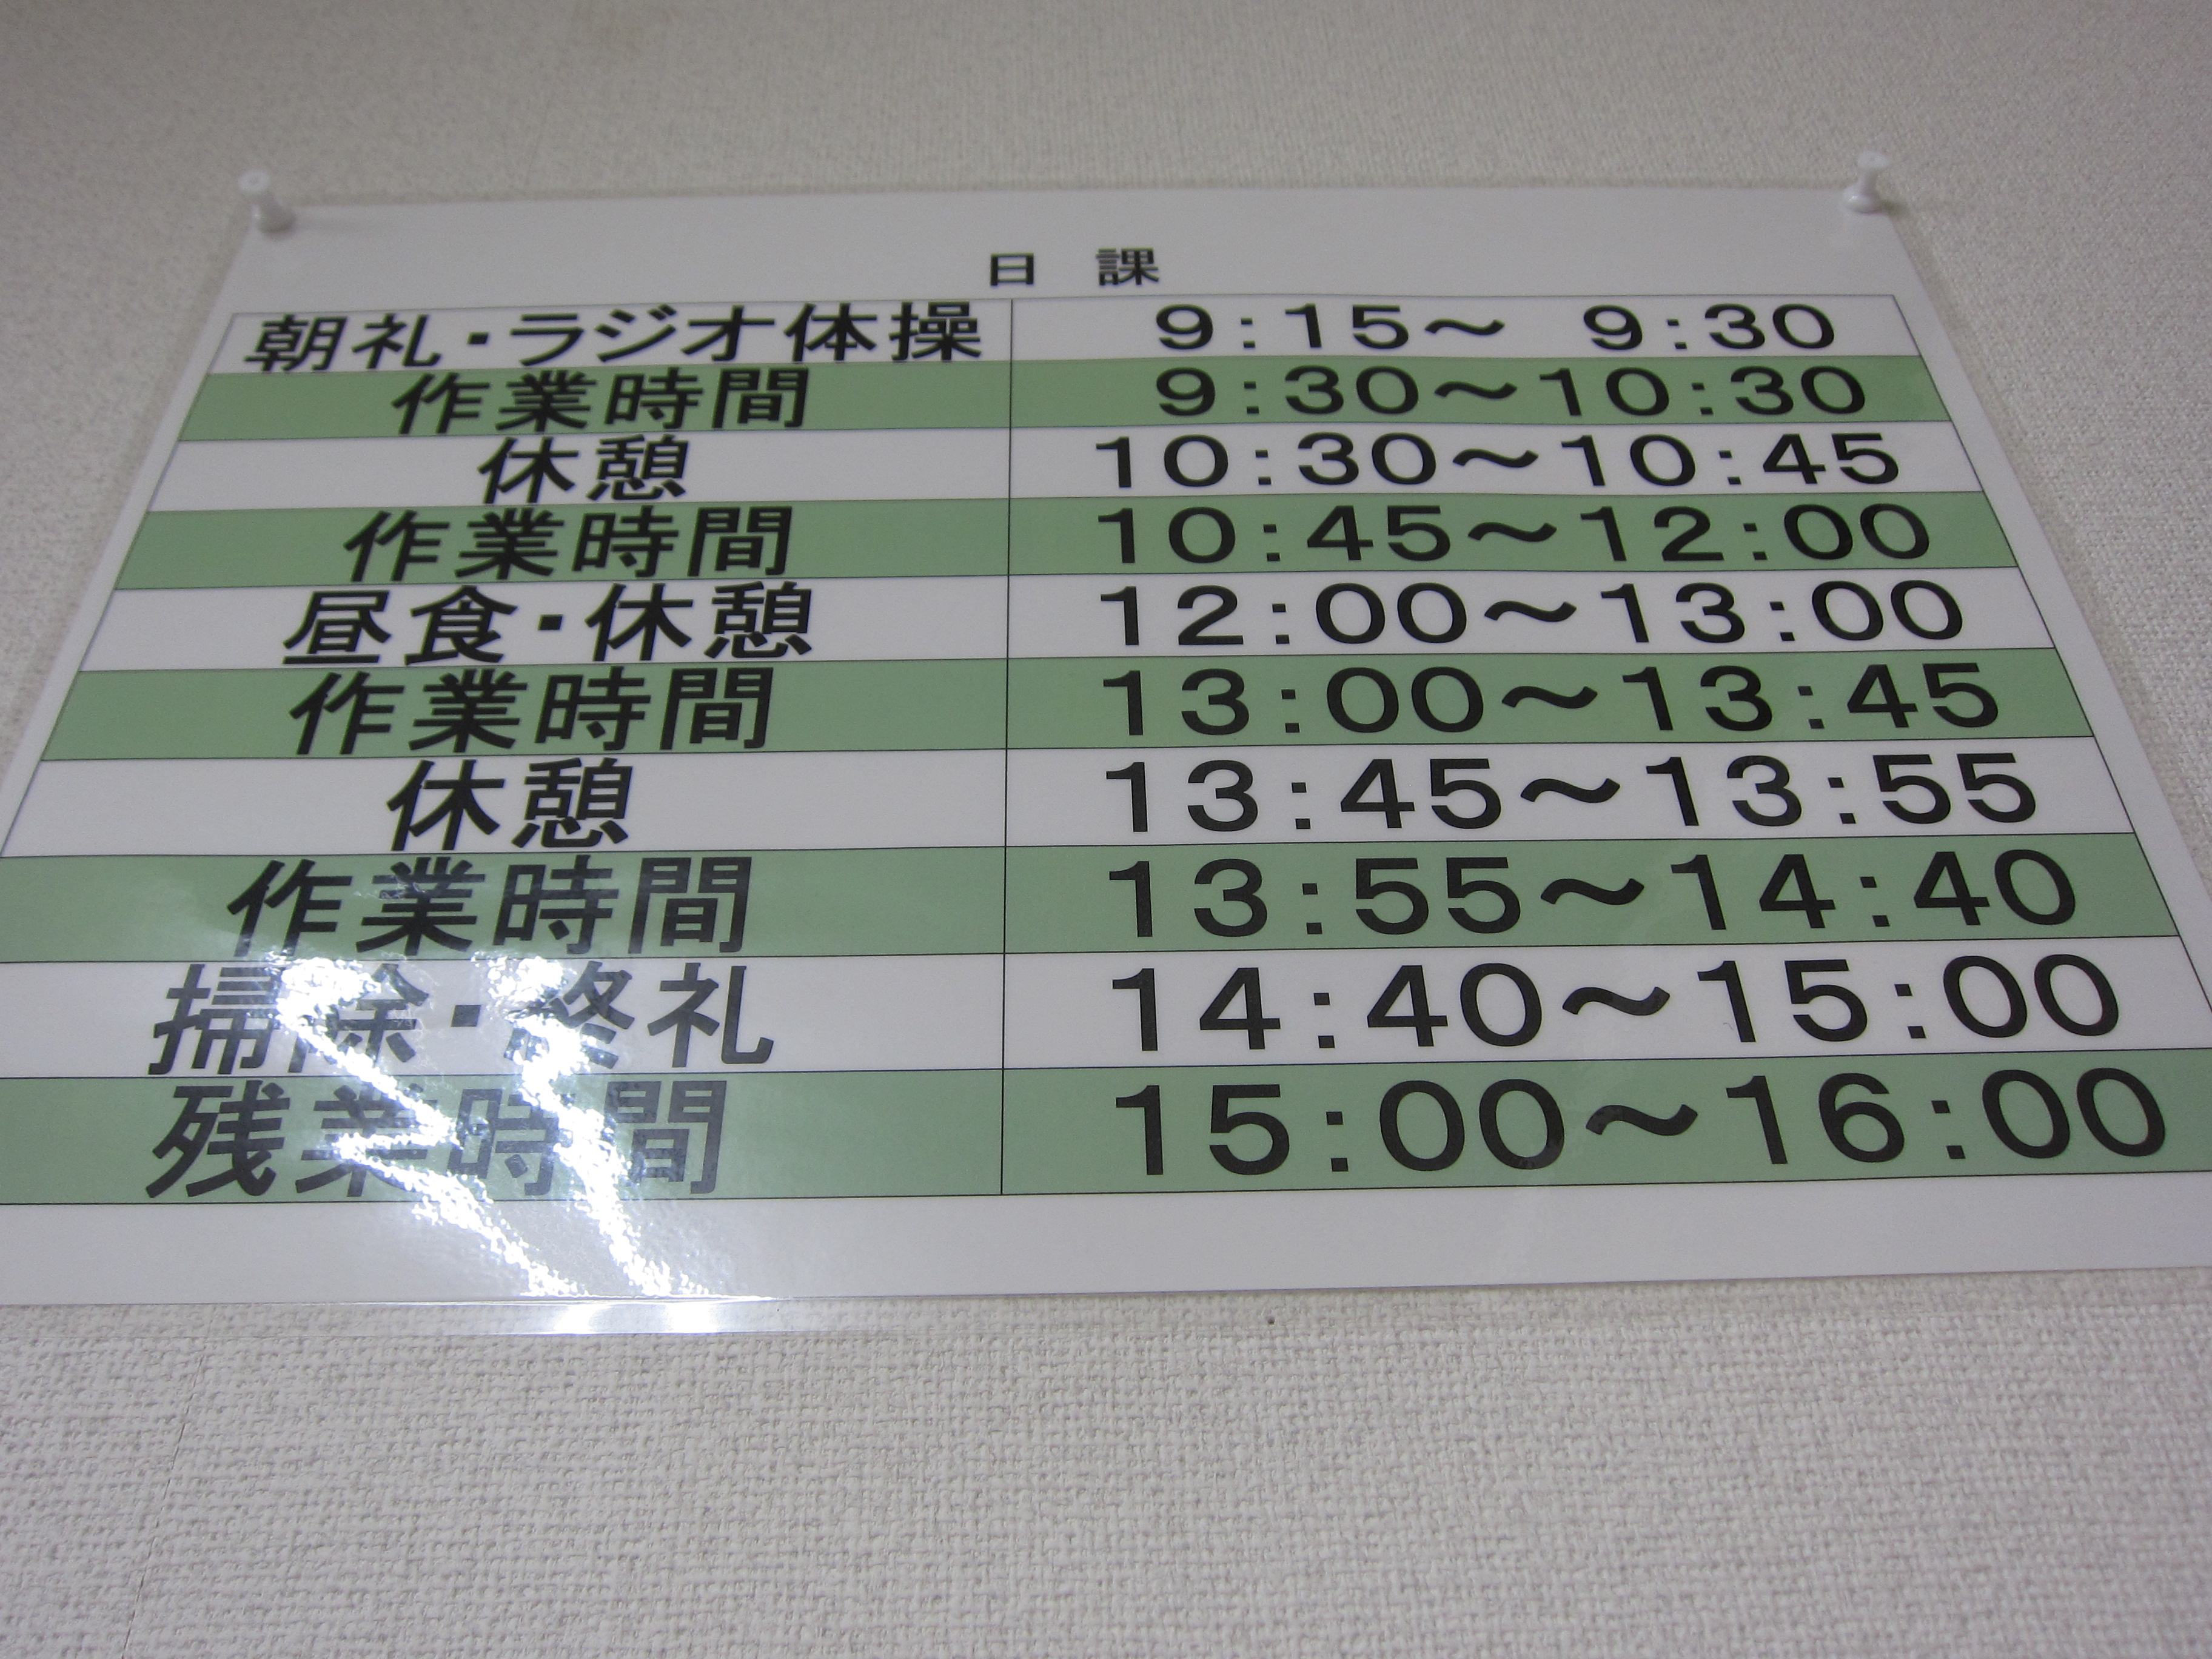 日 課
朝礼・ラジオ体操 9:15～ 9:30
作業時間 9:30～10:30
休憩 10:30～10:45
作業時間 10:45～12:00
昼食・休憩 12:00～13:00
作業時間 13:00～13:45
休憩 13:45～13:55
作業時間 13:55～14:40
掃除・終礼 14:40～15:00
残業時間 15:00～16:00